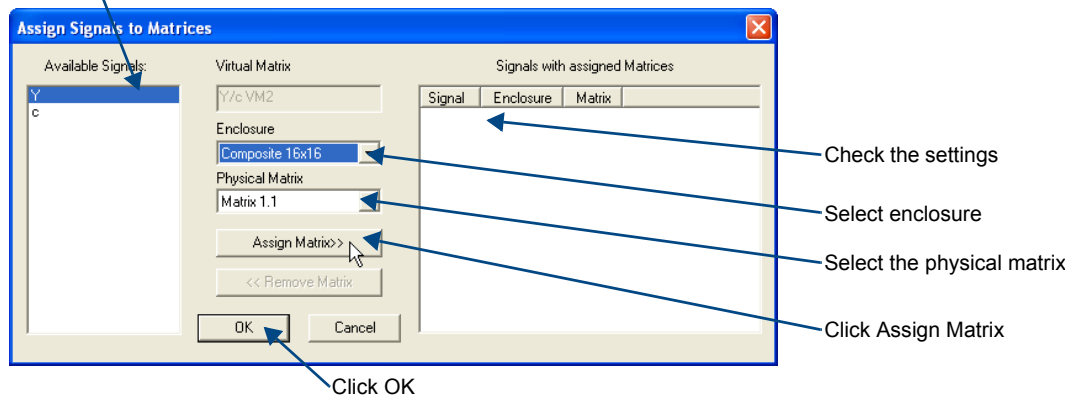 Assign Signals to Matrices
Available Signals:
Virtual Matrix
Signals with assigned Matrices
Y
c
Y/c VM2
Signal Enclosure Matrix
Enclosure
Composite 16x16
Check the settings
Physical Matrix
Matrix 1.1
Select enclosure
Assign Matrix>>
Select the physical matrix
<< Remove Matrix
OK
Cancel
Click Assign Matrix
Click OK